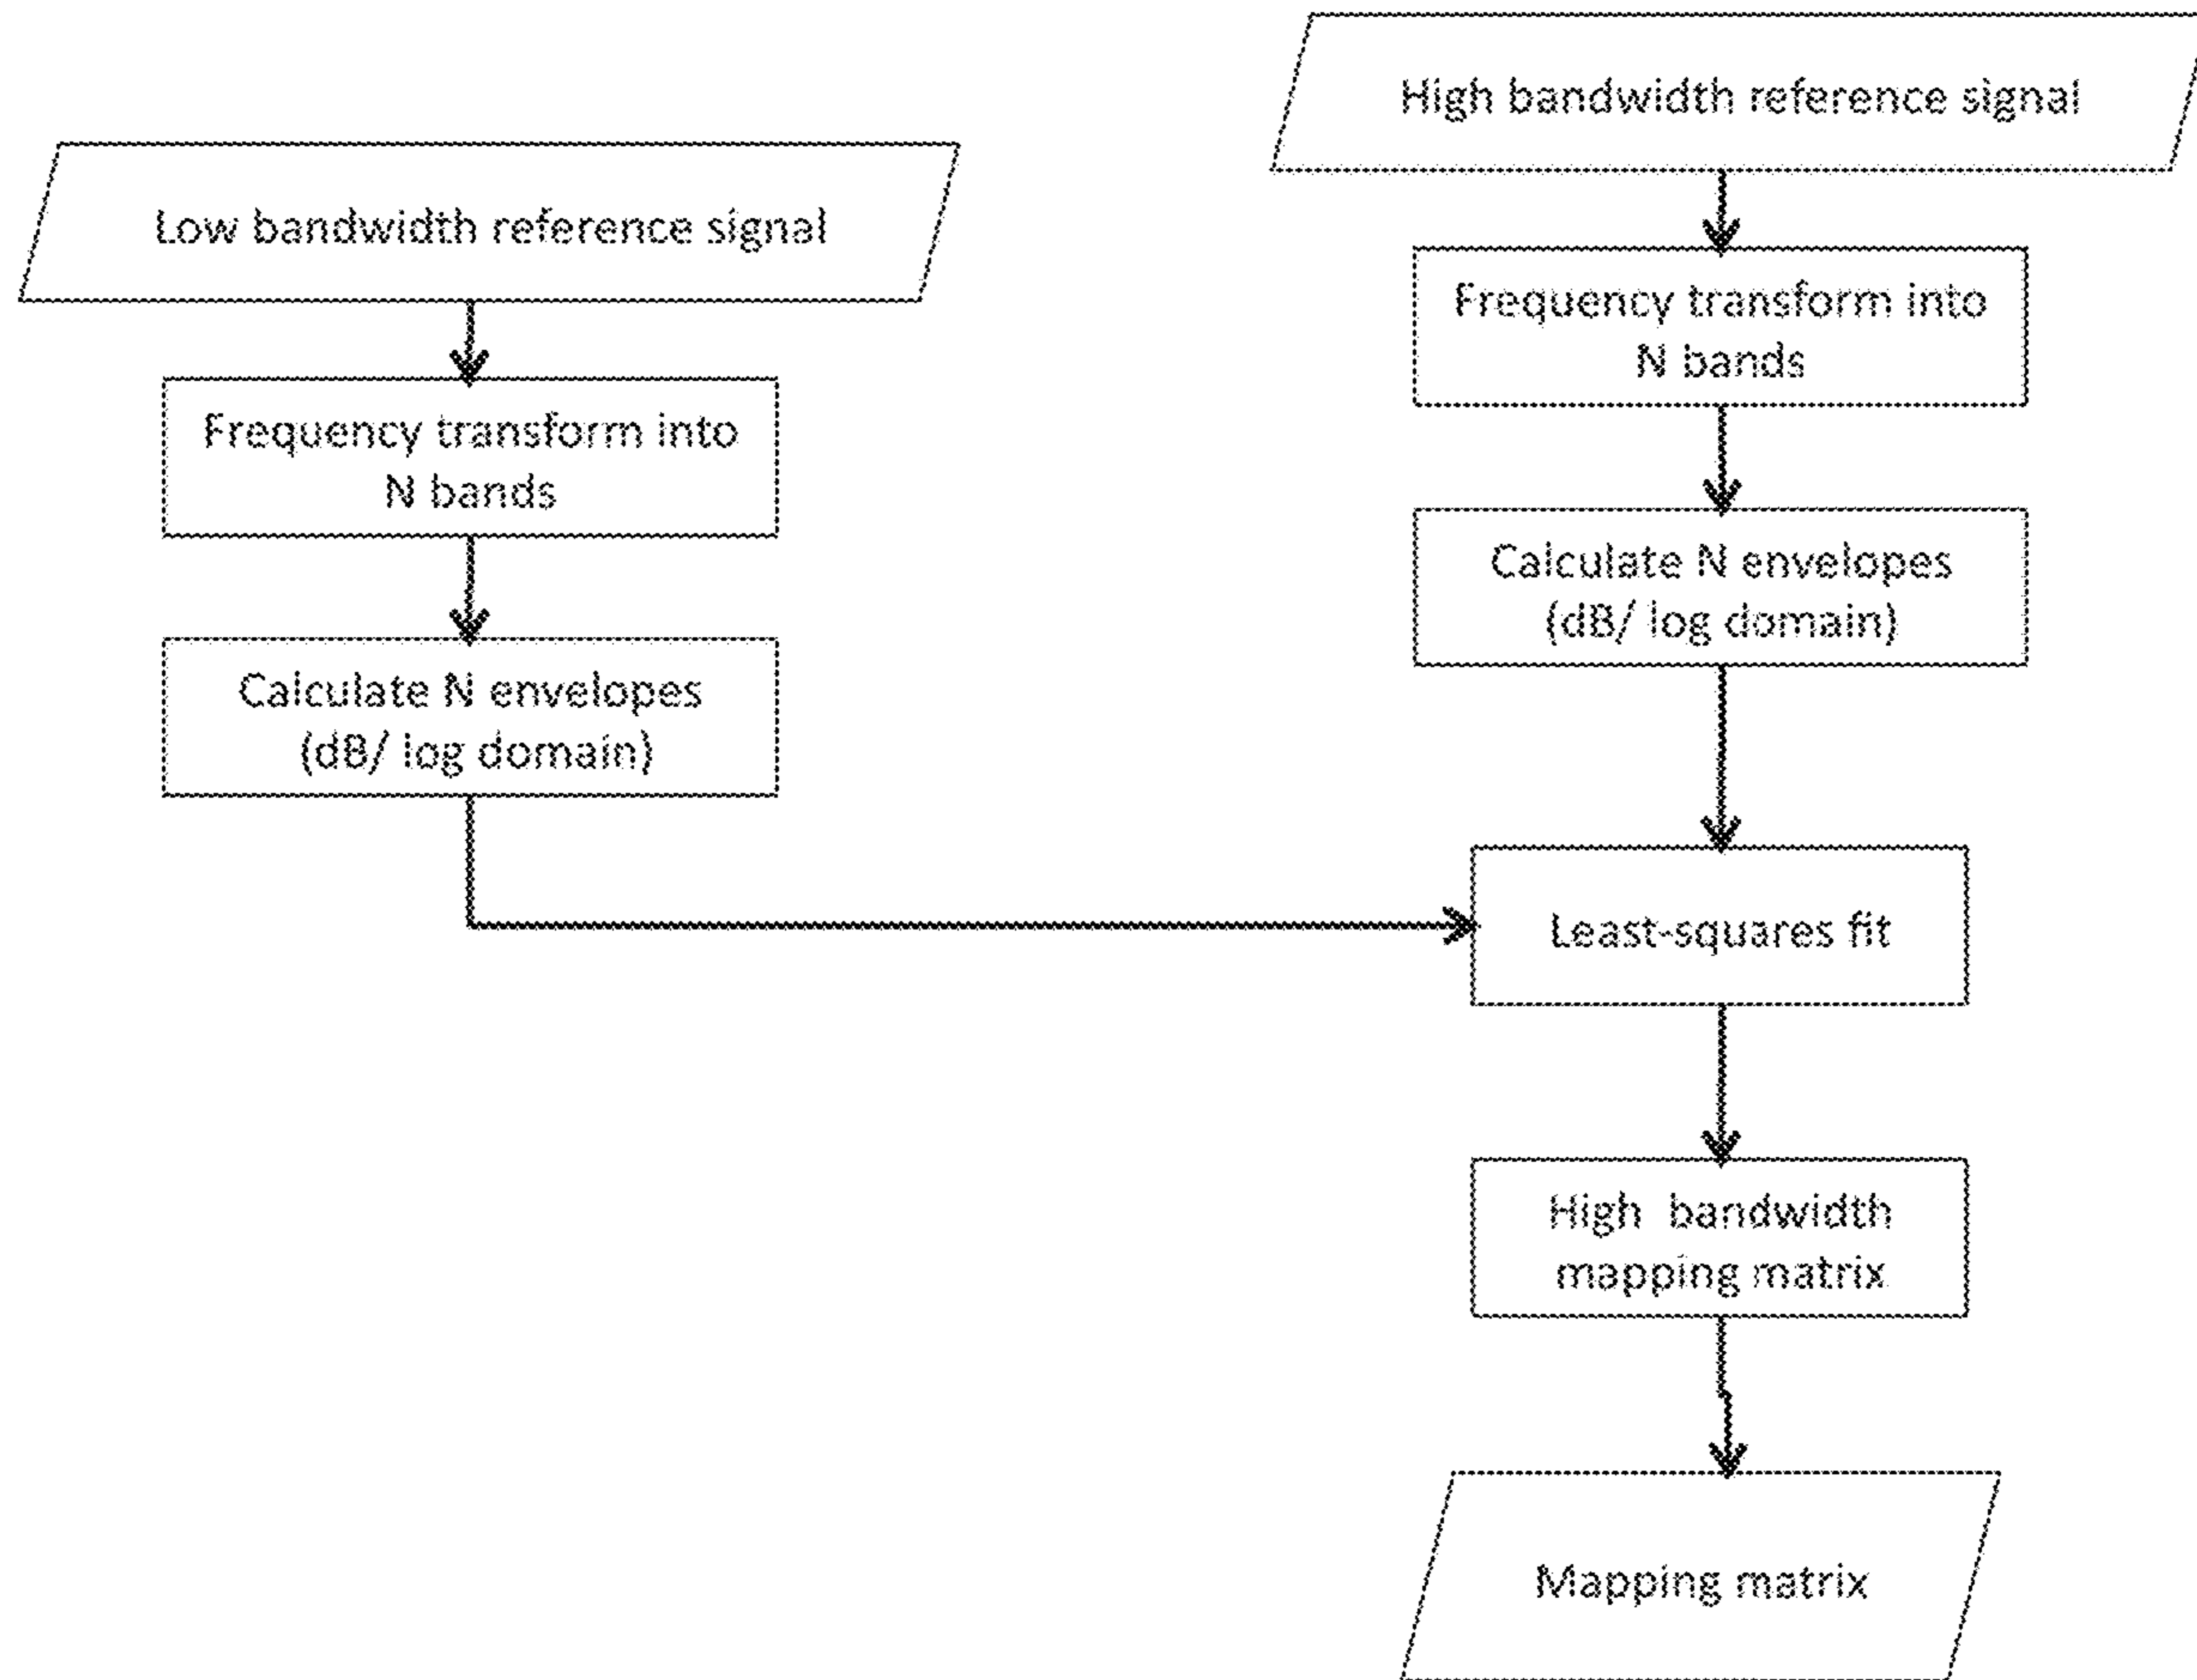 High bandwidth reference signal
Low bandwidth reference signal
Frequency transform into
N bands
Frequency transform into
N bands
Calculate N envelopes
(dB/ log domain)
Calculate N envelopes
(dB/ log domain)
Least-squares fit
High bandwidth
mapping matrix
Mapping matrix